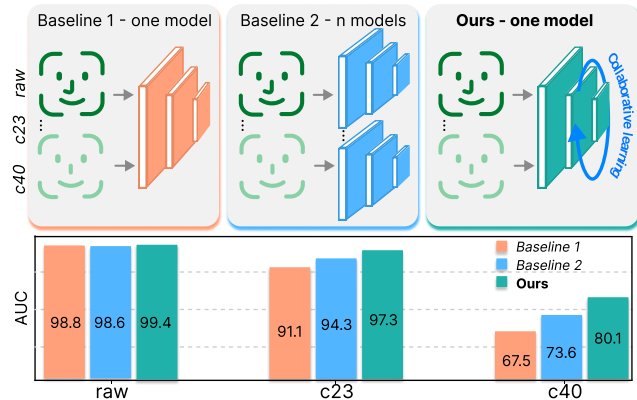 Baseline 1 - one model
Baseline 2 - n models
Ours - one model
raw
c23
c40
Collaborative learning
AUC
Baseline 1
Baseline 2
Ours
98.8
98.6
99.4
91.1
94.3
97.3
67.5
73.6
80.1
raw
c23
c40